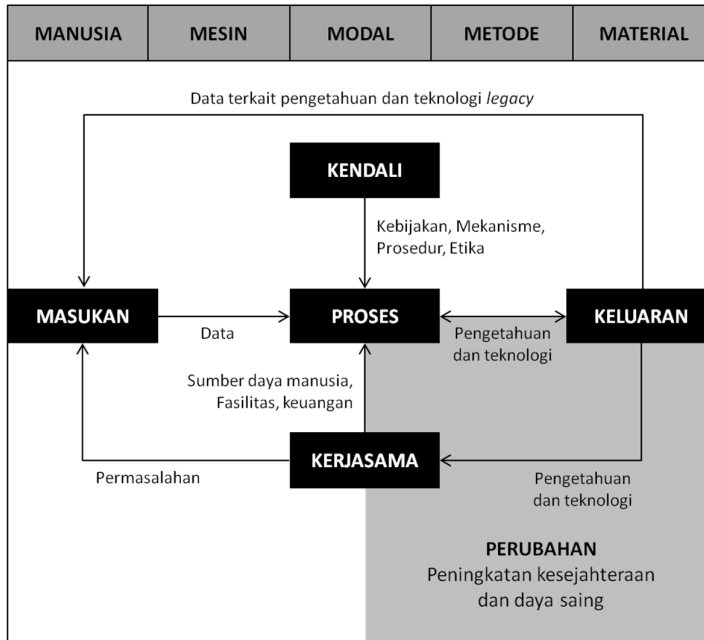 MANUSIA
MESIN
MODAL
METODE
MATERIAL
Data terkait pengetahuan dan teknologi legacy
KENDALI
Kebijakan, Mekanisme,
Prosedur, Etika
MASUKAN
PROSES
KELUARAN
Data
Pengetahuan
dan teknologi
Sumber daya manusia,
Fasilitas, keuangan
KERJASAMA
Permasalahan
Pengetahuan
dan teknologi
PERUBAHAN
Peningkatan kesejahteraan
dan daya saing